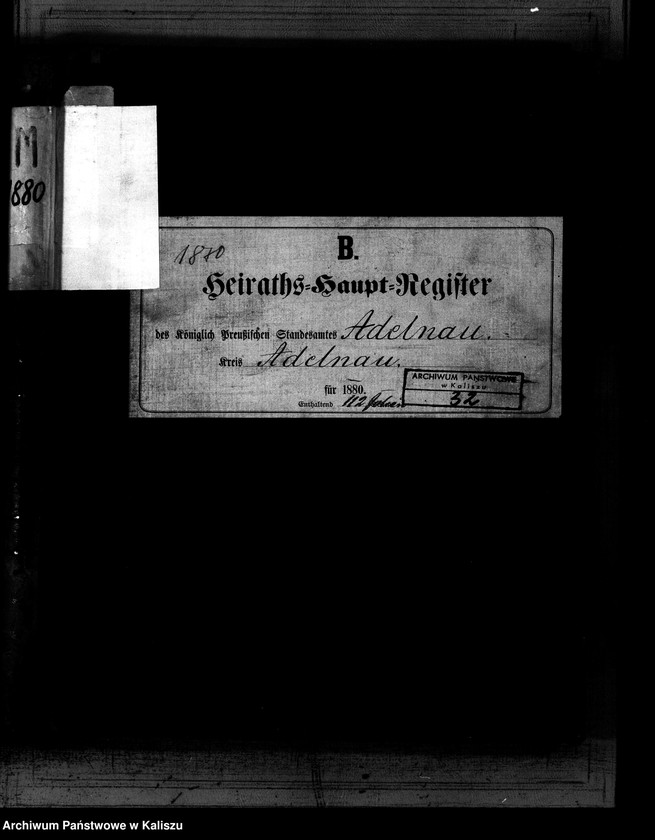 M
1880
1880
B.
Heiraths-Haupt-Register
des Königlich Preußischen Standesamtes Adelnau.
Kreis Adelnau.
für 1880.
Enthaltend 112
ARCHIWUM PAŃSTWOWE
w Kaliszu
32
Archiwum Państwowe w Kaliszu